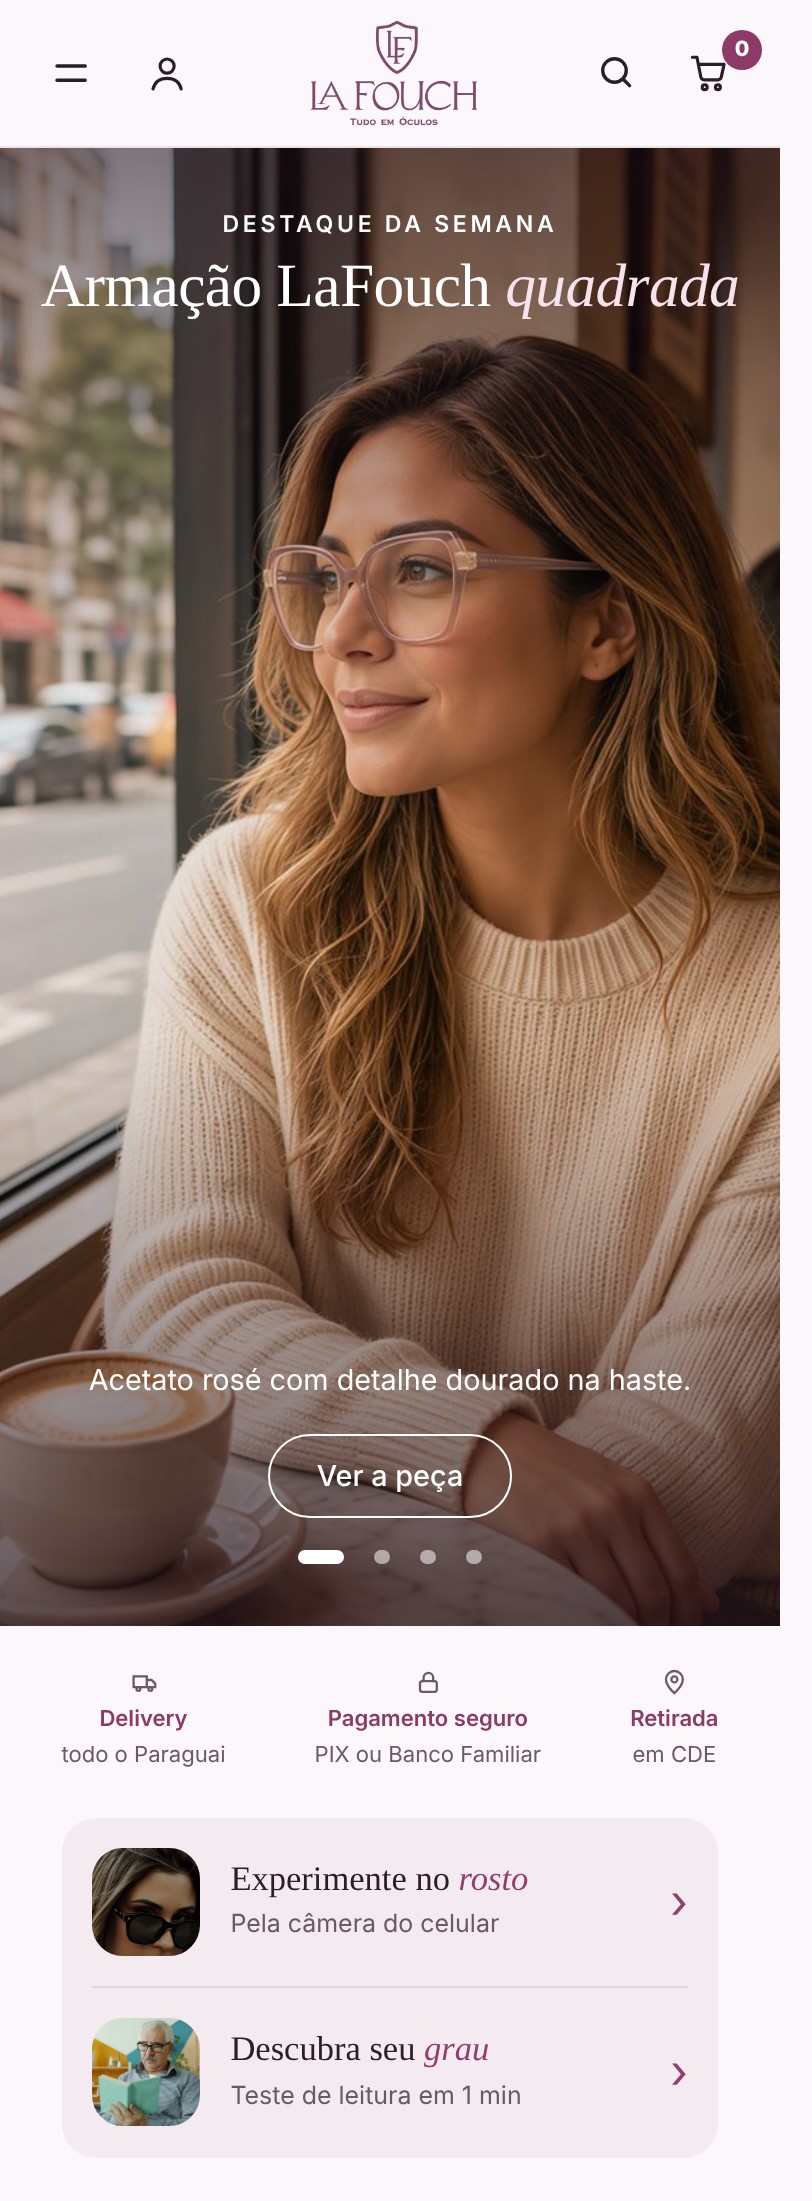 LF
LA FOUCH
TUDO EM ÓCULOS
0
DESTAQUE DA SEMANA
Armação LaFouch quadrada
Acetato rosé com detalhe dourado na haste.
Ver a peça
Delivery
todo o Paraguai
Pagamento seguro
PIX ou Banco Familiar
Retirada
em CDE
Experimente no rosto
Pela câmera do celular
Descubra seu grau
Teste de leitura em 1 min